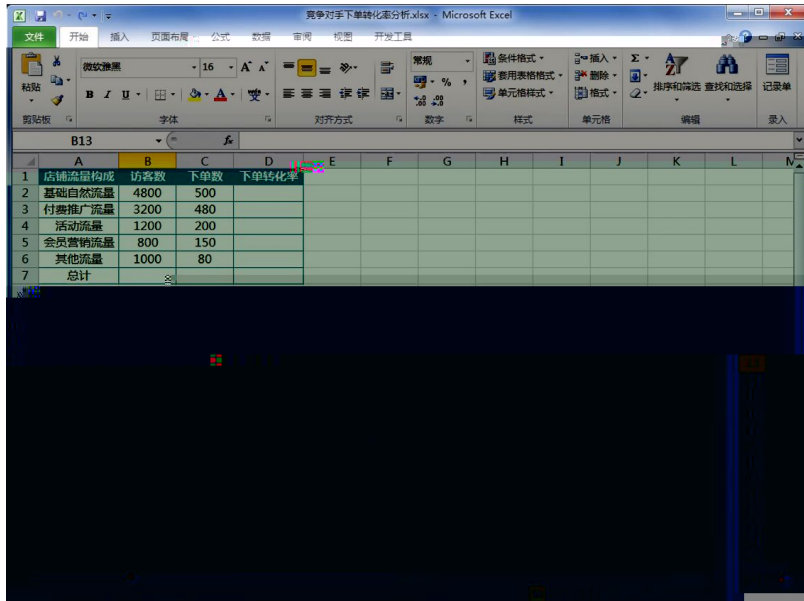 竞争对手下单转化率分析.xlsx - Microsoft Excel
文件 开始 插入 页面布局 公式 数据 审阅 视图 开发工具
粘贴 微软雅黑 16 A A 常规 条件格式 插入 Σ
B I U A % , 套用表格格式 删除 排序和筛选 查找和选择 记录单
单元格样式 格式
剪贴板 字体 对齐方式 数字 样式 单元格 编辑 录入
B13 fx
A B C D E F G H I J K L M
1 店铺流量构成 访客数 下单数 下单转化率
2 基础自然流量 4800 500
3 付费推广流量 3200 480
4 活动流量 1200 200
5 会员营销流量 800 150
6 其他流量 1000 80
7 总计